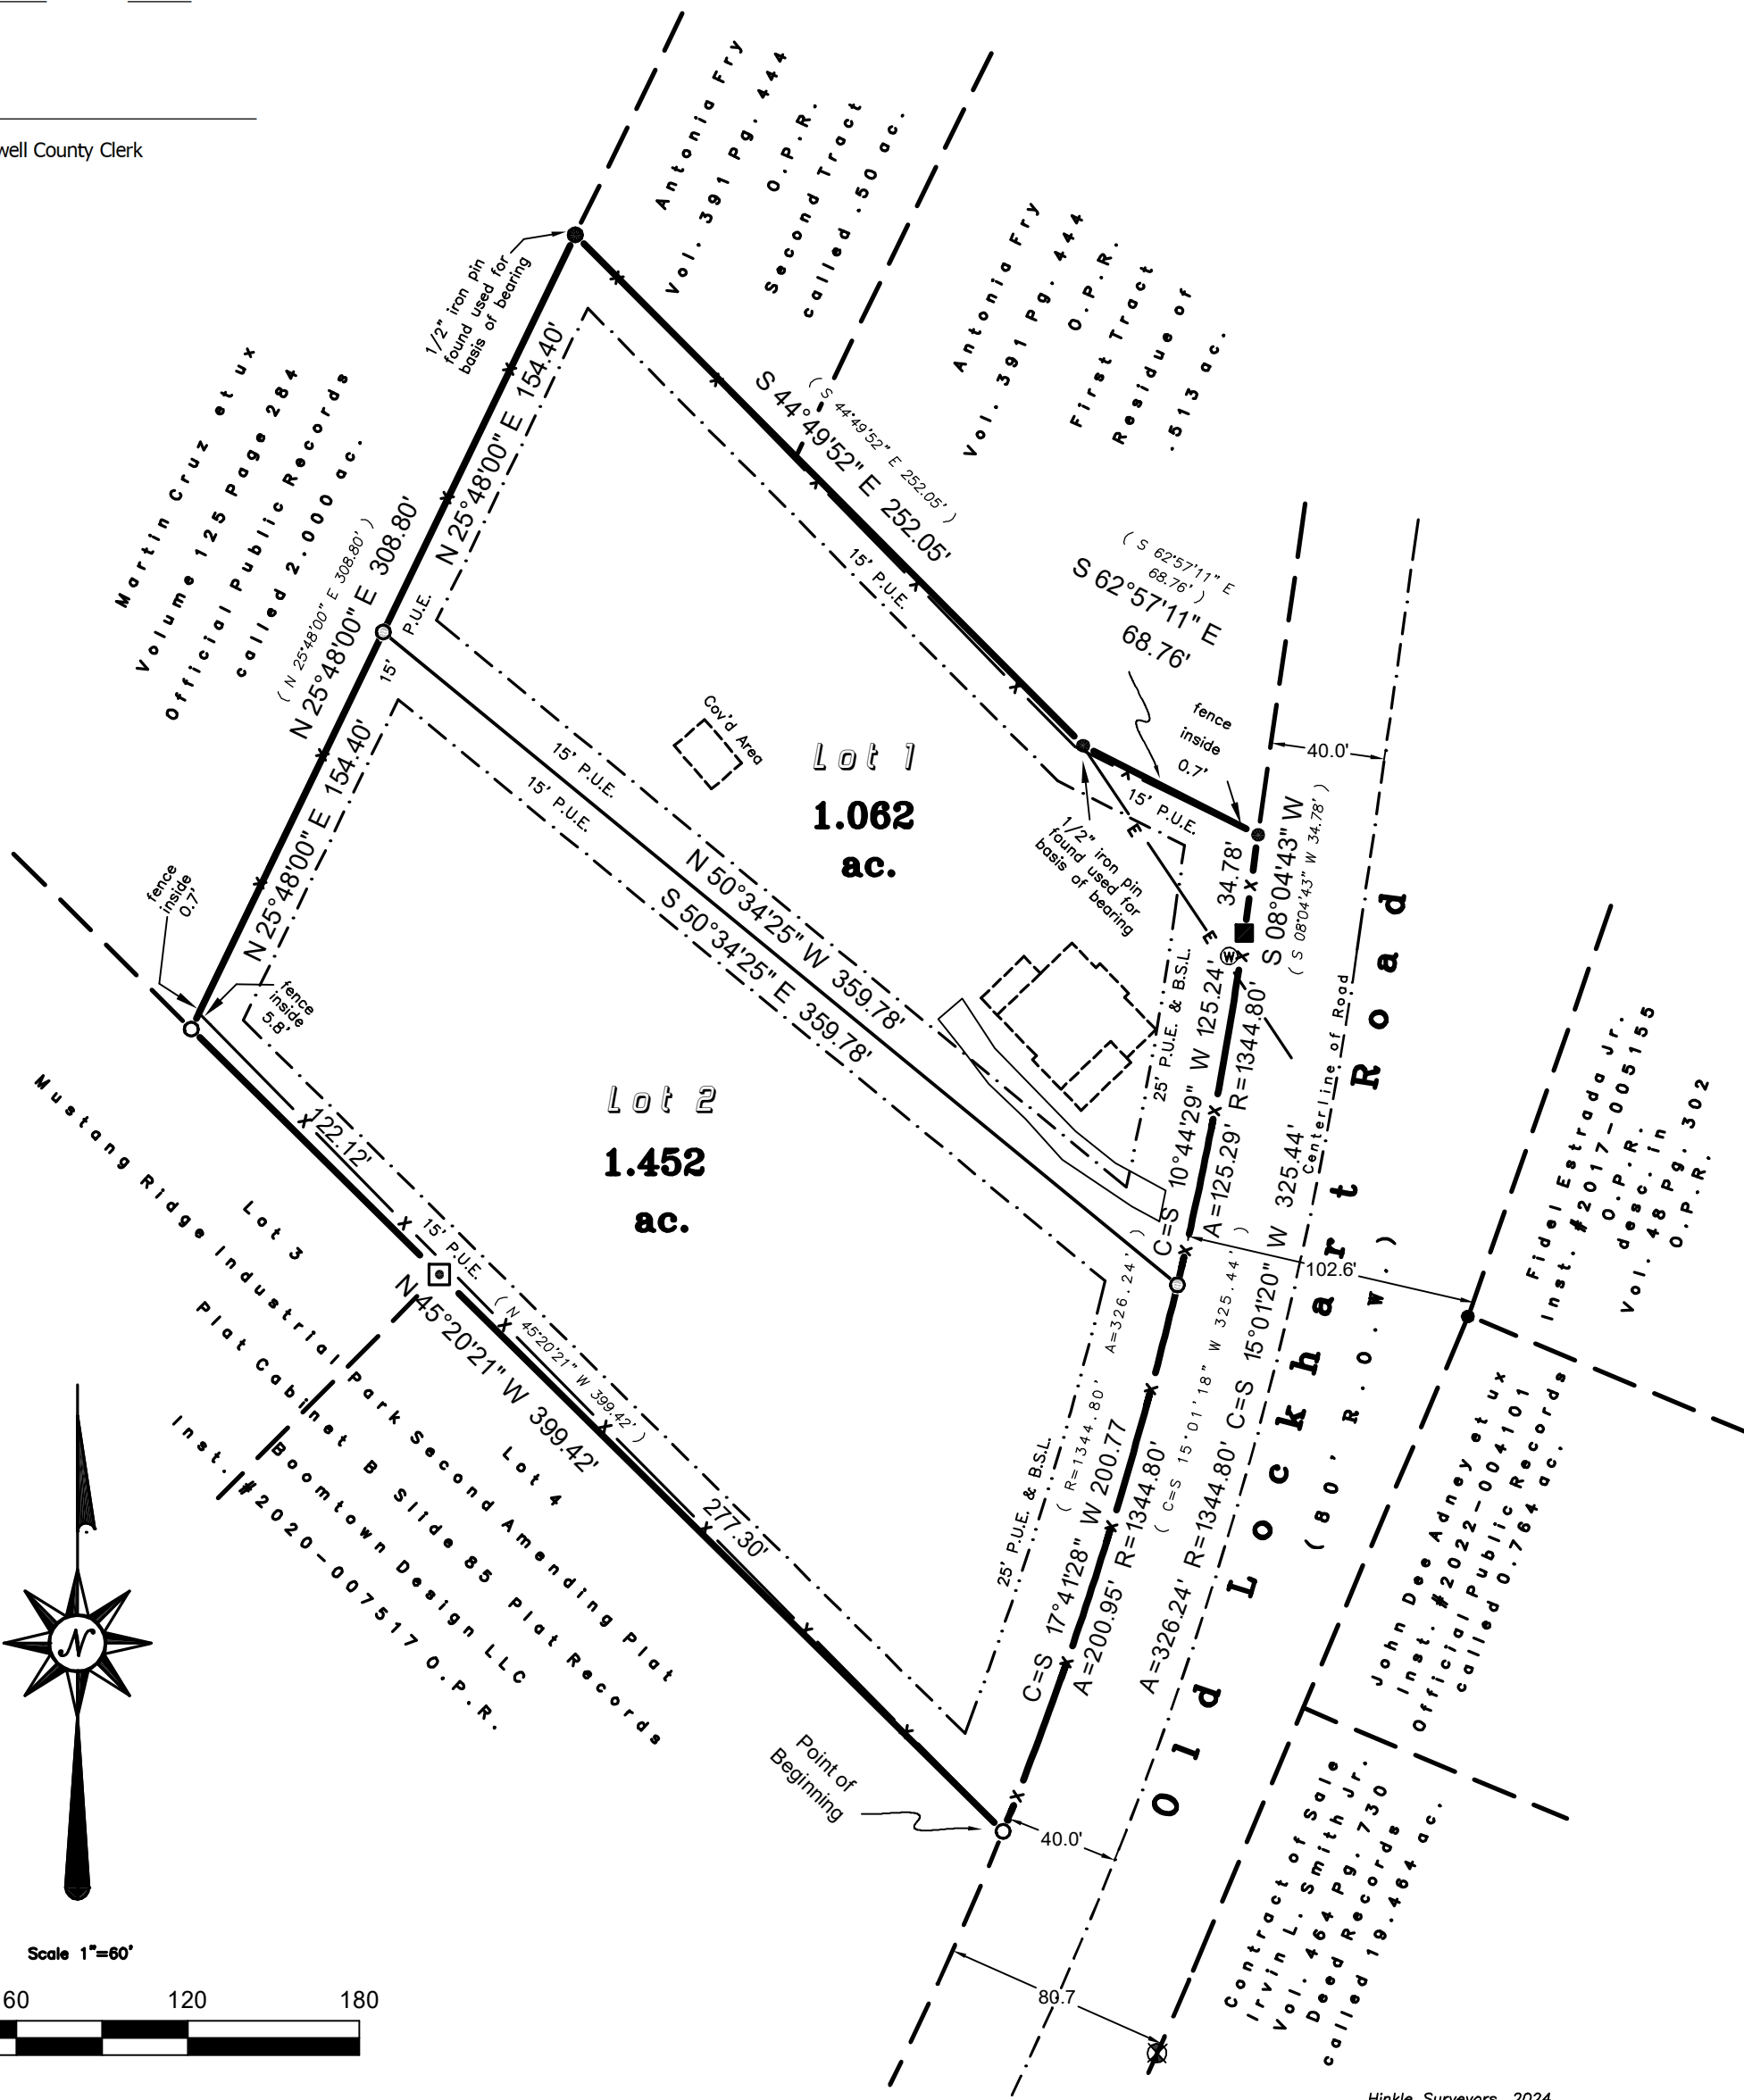 well County Clerk
Antonia Fry
Vol. 391 Pg. 444
O.P.R.
Second Tract
called .50 ac.
Antonia Fry
Vol. 391 Pg. 444
O.P.R.
First Tract
Residue of
.513 ac.
1/2" iron pin
found used for
basis of bearing
Martin Cruz et ux
Volume 125 Page 284
Official Public Records
called 2.000 ac.
( N 25°48'00" E 308.80' )
N 25°48'00" E 308.80'
N 25°48'00" E 154.40'
N 25°48'00" E 154.40'
15' P.U.E.
S 44°49'52" E 252.05'
( S 44°49'52" E 252.05' )
15' P.U.E.
( S 62°57'11" E
68.76' )
S 62°57'11" E
68.76'
fence
inside
0.7'
15' P.U.E.
40.0'
1/2" iron pin
found used for
basis of bearing
E
E
34.78'
S 08°04'43" W
( S 08°04'43" W 34.78' )
Cov'd Area
Lot 1
1.062
ac.
15' P.U.E.
15' P.U.E.
N 50°34'25" W 359.78'
S 50°34'25" E 359.78'
W
25' P.U.E. & B.S.L.
C=S 10°44'29" W 125.24'
A=125.29' R=1344.80'
Centerline of Road
fence
inside
0.7'
fence
inside
5.8'
Lot 2
1.452
ac.
122.12'
15' P.U.E.
N 45°20'21" W 399.42'
( N 45°20'21" W 399.42' )
277.30'
Lot 3
Lot 4
Mustang Ridge Industrial Park Second Amending Plat
Plat Cabinet B Slide 85 Plat Records
Boomtown Design LLC
Inst. #2020-007517 O.P.R.
25' P.U.E. & B.S.L.
( R=1344.80' A=326.24' )
( C=S 15°01'18" W 325.44' )
C=S 17°41'28" W 200.77
A=200.95' R=1344.80'
A=326.24' R=1344.80' C=S 15°01'20" W 325.44'
Old Lockhart Road
(80' R.O.W.)
102.6'
Fidel Estrada Jr.
Inst. #2017-005155
O.P.R.
desc. in
Vol. 48 Pg. 302
O.P.R.
John Dee Adney et ux
Inst. #2022-004101
Official Public Records
called 0.764 ac.
Contract of Sale
Irvin L. Smith Jr.
Vol. 464 Pg. 730
Deed Records
called 19.464 ac.
Point of
Beginning
40.0'
80.7
N
Scale 1"=60'
60 120 180
Hinkle Surveyors, 2024